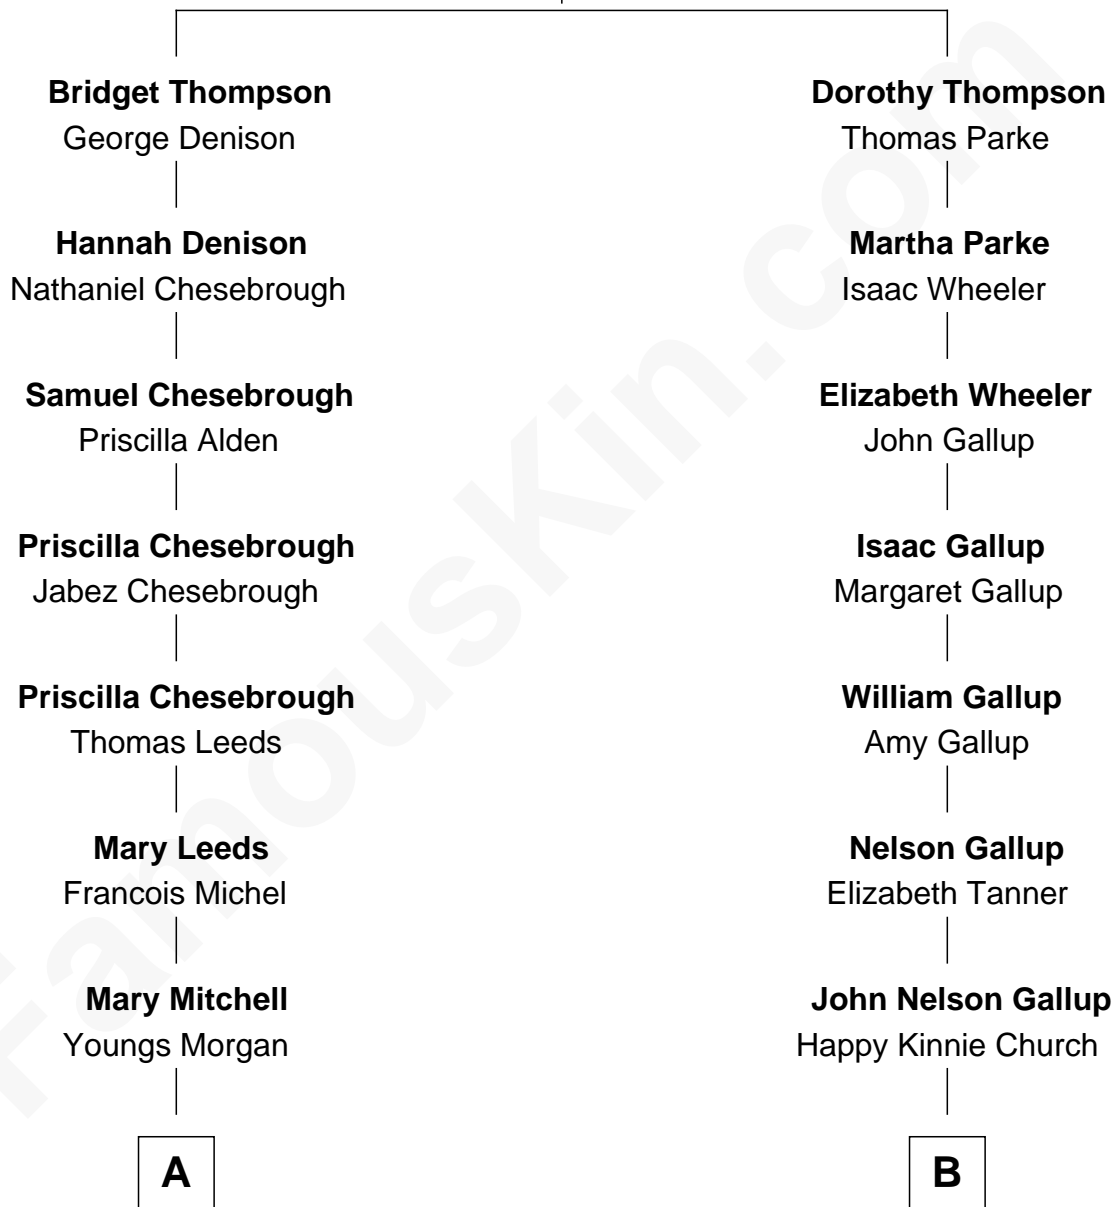 Bridget Thompson
George Denison
Hannah Denison
Nathaniel Chesebrough
Samuel Chesebrough
Priscilla Alden
Priscilla Chesebrough
Jabez Chesebrough
Priscilla Chesebrough
Thomas Leeds
Mary Leeds
Francois Michel
Mary Mitchell
Youngs Morgan
A
Dorothy Thompson
Thomas Parke
Martha Parke
Isaac Wheeler
Elizabeth Wheeler
John Gallup
Isaac Gallup
Margaret Gallup
William Gallup
Amy Gallup
Nelson Gallup
Elizabeth Tanner
John Nelson Gallup
Happy Kinnie Church
B
FamousKin.com